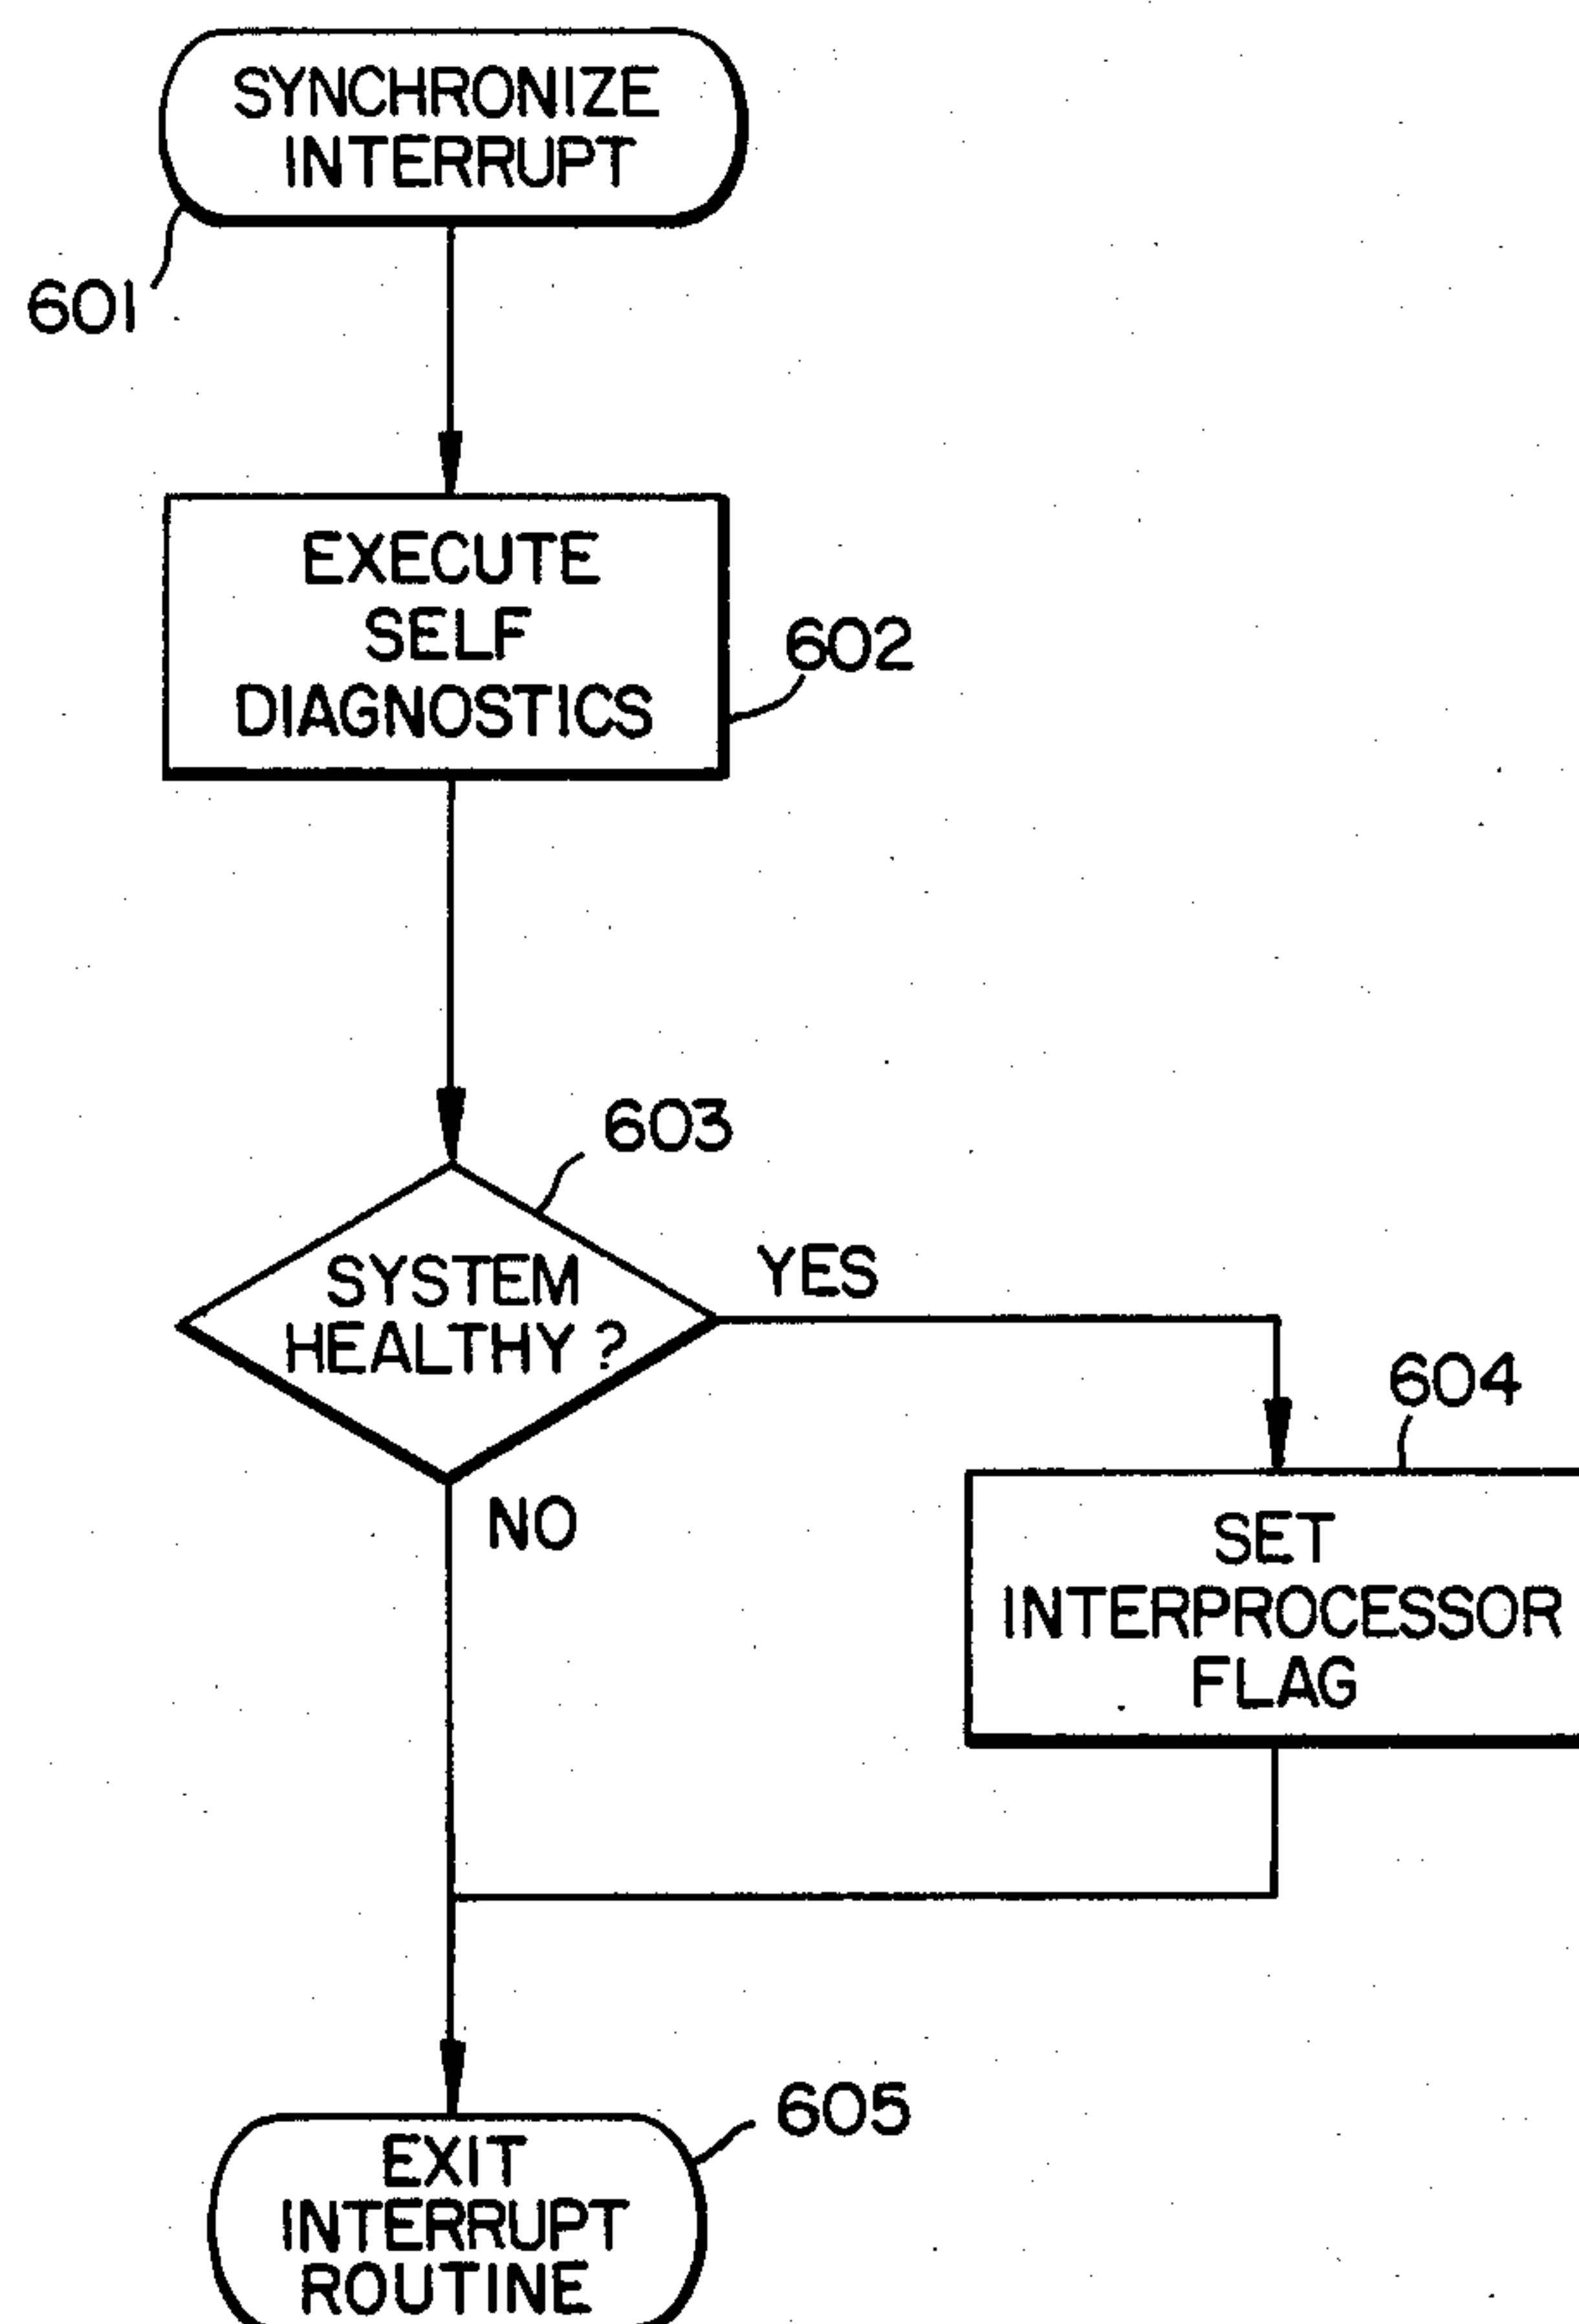 SYNCHRONIZE
INTERRUPT
601
EXECUTE
SELF
DIAGNOSTICS
602
603
SYSTEM
HEALTHY ?
YES
NO
604
SET
INTERPROCESSOR
FLAG
605
EXIT
INTERRUPT
ROUTINE